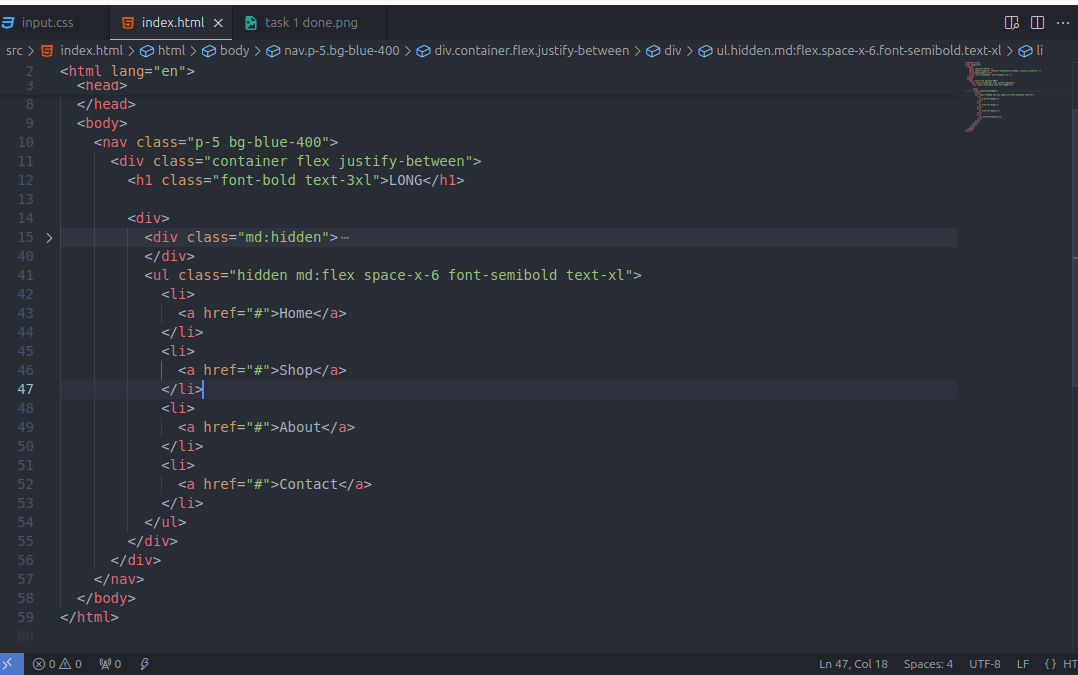 input.css index.html task 1 done.png
src > index.html > html > body > nav.p-5.bg-blue-400 > div.container.flex.justify-between > div > ul.hidden.md:flex.space-x-6.font-semibold.text-xl > li
2 <html lang="en">
3 <head>
8 </head>
9 <body>
10 <nav class="p-5 bg-blue-400">
11 <div class="container flex justify-between">
12 <h1 class="font-bold text-3xl">LONG</h1>
13
14 <div>
15 <div class="md:hidden">⋯
40 </div>
41 <ul class="hidden md:flex space-x-6 font-semibold text-xl">
42 <li>
43 <a href="#">Home</a>
44 </li>
45 <li>
46 <a href="#">Shop</a>
47 </li>
48 <li>
49 <a href="#">About</a>
50 </li>
51 <li>
52 <a href="#">Contact</a>
53 </li>
54 </ul>
55 </div>
56 </div>
57 </nav>
58 </body>
59 </html>
60
0 0 0 Ln 47, Col 18 Spaces: 4 UTF-8 LF {} HT